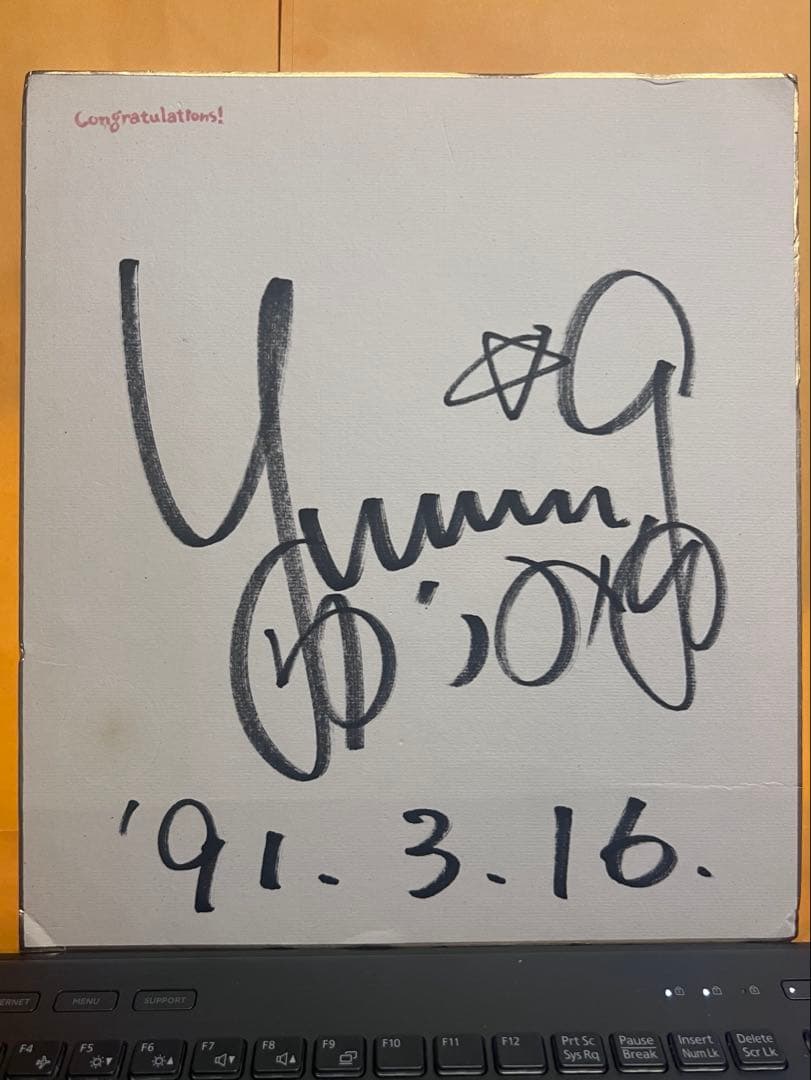 Congratulations!
Yuming
'91. 3. 16.
ERNET MENU SUPPORT
F4 F5 F6 F7 F8 F9 F10 F11 F12 Prt Sc Pause Insert Delete
Sys Rq Break Num Lk Scr Lk